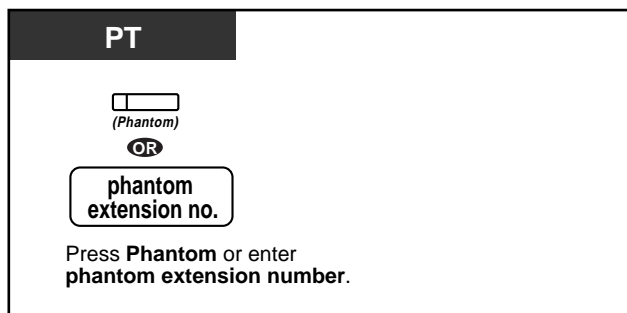 PT
(Phantom)
OR
phantom
extension no.
Press Phantom or enter
phantom extension number.